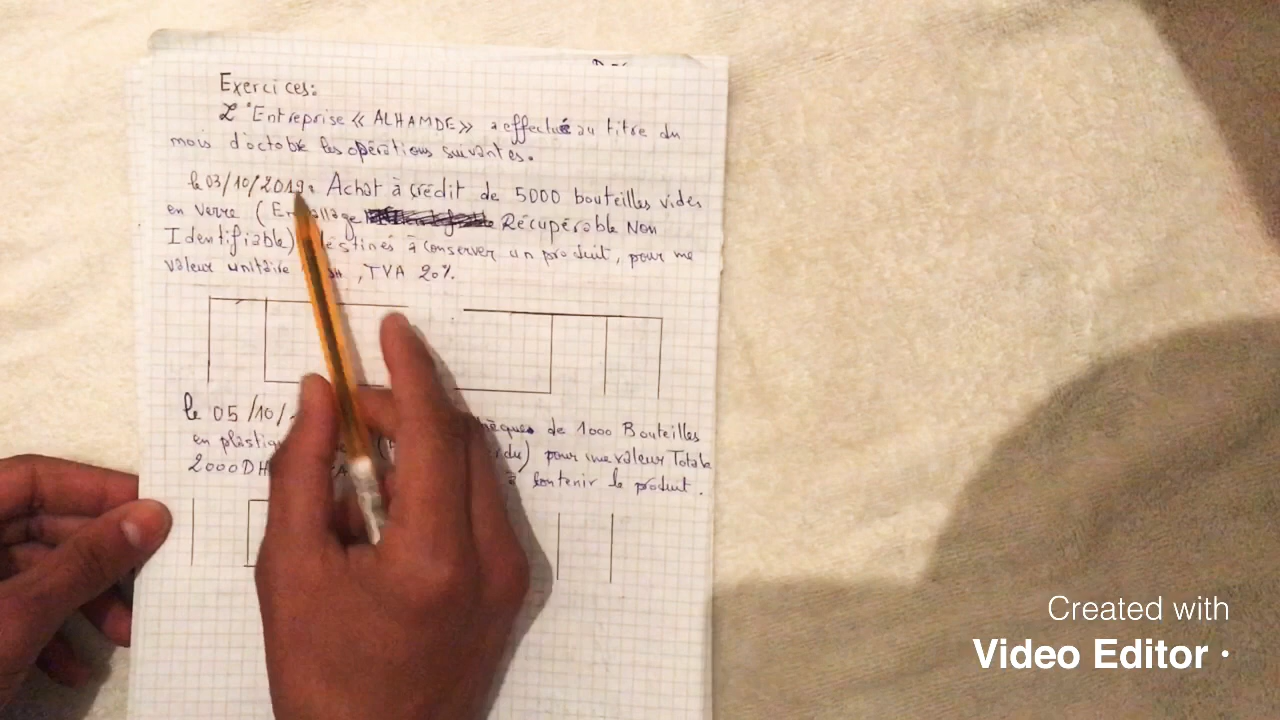 Exercices:
L'Entreprise « ALHAMDE » a effectué au titre du
mois d'octobre les opérations suivantes.
le 03/10/2019: Achat à crédit de 5000 bouteilles vides
en verre ( Récupérable Non
Identifiable) destinés à conserver un produit, pour une
valeur unitaire , TVA 20%.
le 05/10/ de 1000 Bouteilles
en pour une valeur Totale
2000DH à contenir le produit.
Created with
Video Editor